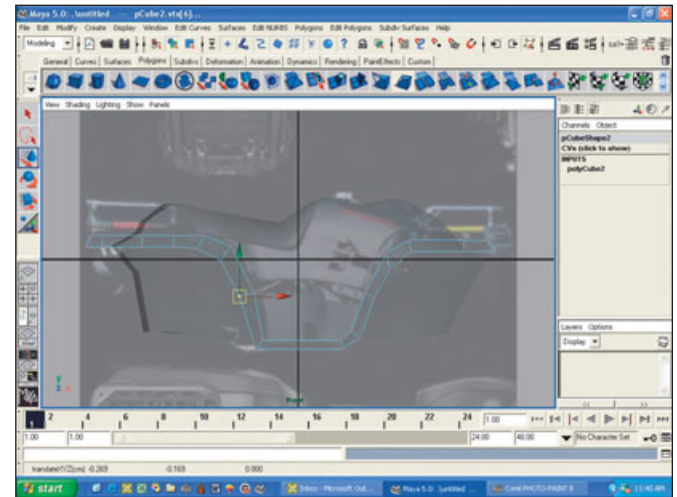 Maya 5.0: .\untitled --- pCube2.vtx[6]...
File Edit Modify Create Display Window Edit Curves Surfaces Edit NURBS Polygons Edit Polygons Subdiv Surfaces Help
Modeling
General Curves Surfaces Polygons Subdivs Deformation Animation Dynamics Rendering PaintEffects Custom
View Shading Lighting Show Panels
Channels Object
pCubeShape2
CVs (click to show)
INPUTS
polyCube2
Layers Options
Display
front
2 4 6 8 10 12 14 16 18 20 22 24 1.00
1.00 1.00 24.00 48.00 No Character Set
translateXYZ(cm) -0.269 -0.169 0.000
start Inbox - Microsoft Out... Maya 5.0: .\untitled ... Corel PHOTO-PAINT 8 11:40 AM